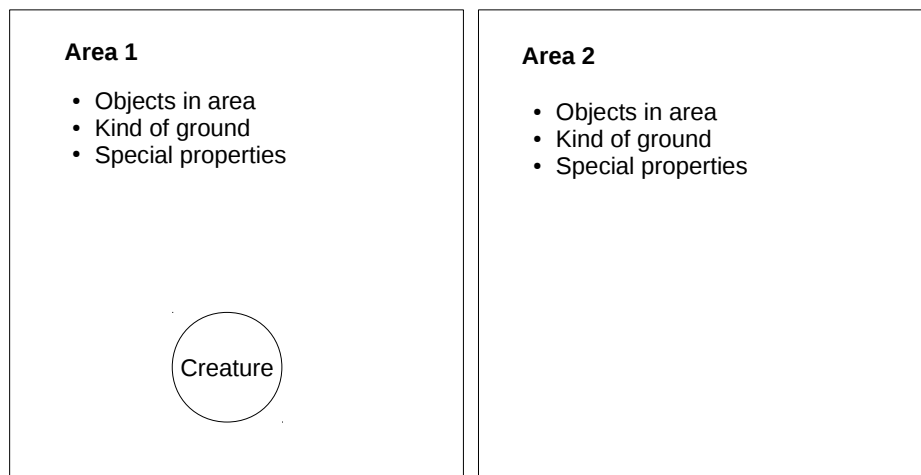 Area 1
• Objects in area
• Kind of ground
• Special properties
Creature
Area 2
• Objects in area
• Kind of ground
• Special properties